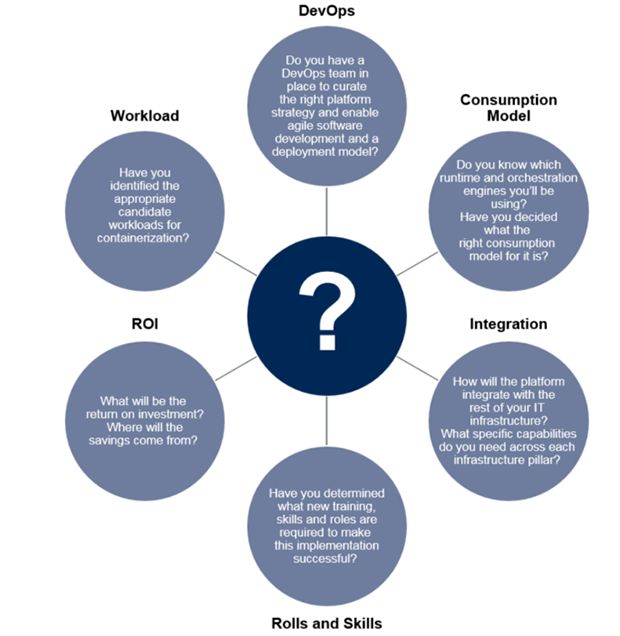 DevOps
Do you have a
DevOps team in
place to curate
the right platform
strategy and enable
agile software
development and a
deployment model?
Consumption
Model
Do you know which
runtime and orchestration
engines you'll be
using?
Have you decided
what the
right consumption
model for it is?
Integration
How will the platform
integrate with the
rest of your IT
infrastructure?
What specific capabilities
do you need across each
infrastructure pillar?
Have you determined
what new training,
skills and roles are
required to make
this implementation
successful?
Rolls and Skills
ROI
What will be the
return on investment?
Where will the
savings come from?
Workload
Have you
identified the
appropriate
candidate
workloads for
containerization?
?